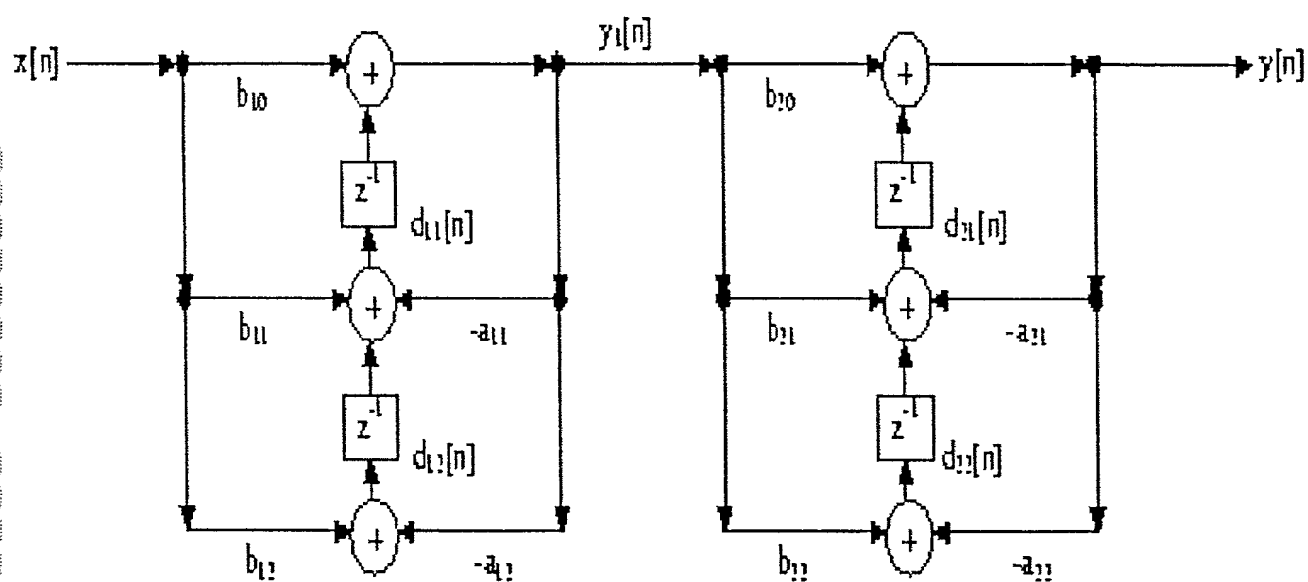 y₁[n]
x[n] + + y[n]
b₁₀ b₂₀
z⁻¹ z⁻¹
d₁₁[n] d₂₁[n]
+ +
b₁₁ -a₁₁ b₂₁ -a₂₁
z⁻¹ z⁻¹
d₁₂[n] d₂₂[n]
+ +
b₁₂ -a₁₂ b₂₂ -a₂₂